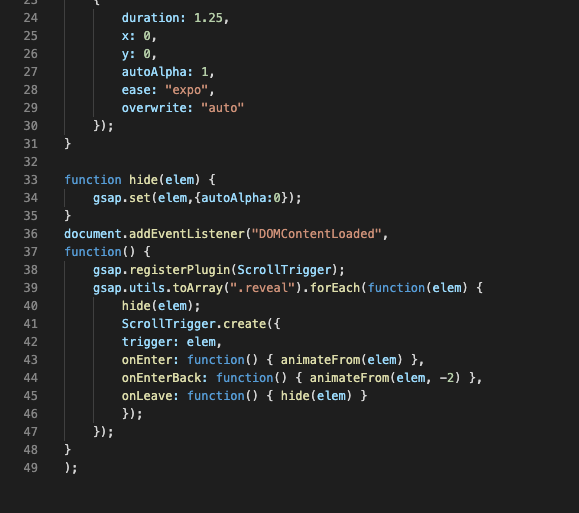 23 {
24 duration: 1.25,
25 x: 0,
26 y: 0,
27 autoAlpha: 1,
28 ease: "expo",
29 overwrite: "auto"
30 });
31 }
32
33 function hide(elem) {
34 gsap.set(elem,{autoAlpha:0});
35 }
36 document.addEventListener("DOMContentLoaded",
37 function() {
38 gsap.registerPlugin(ScrollTrigger);
39 gsap.utils.toArray(".reveal").forEach(function(elem) {
40 hide(elem);
41 ScrollTrigger.create({
42 trigger: elem,
43 onEnter: function() { animateFrom(elem) },
44 onEnterBack: function() { animateFrom(elem, -2) },
45 onLeave: function() { hide(elem) }
46 });
47 });
48 }
49 );